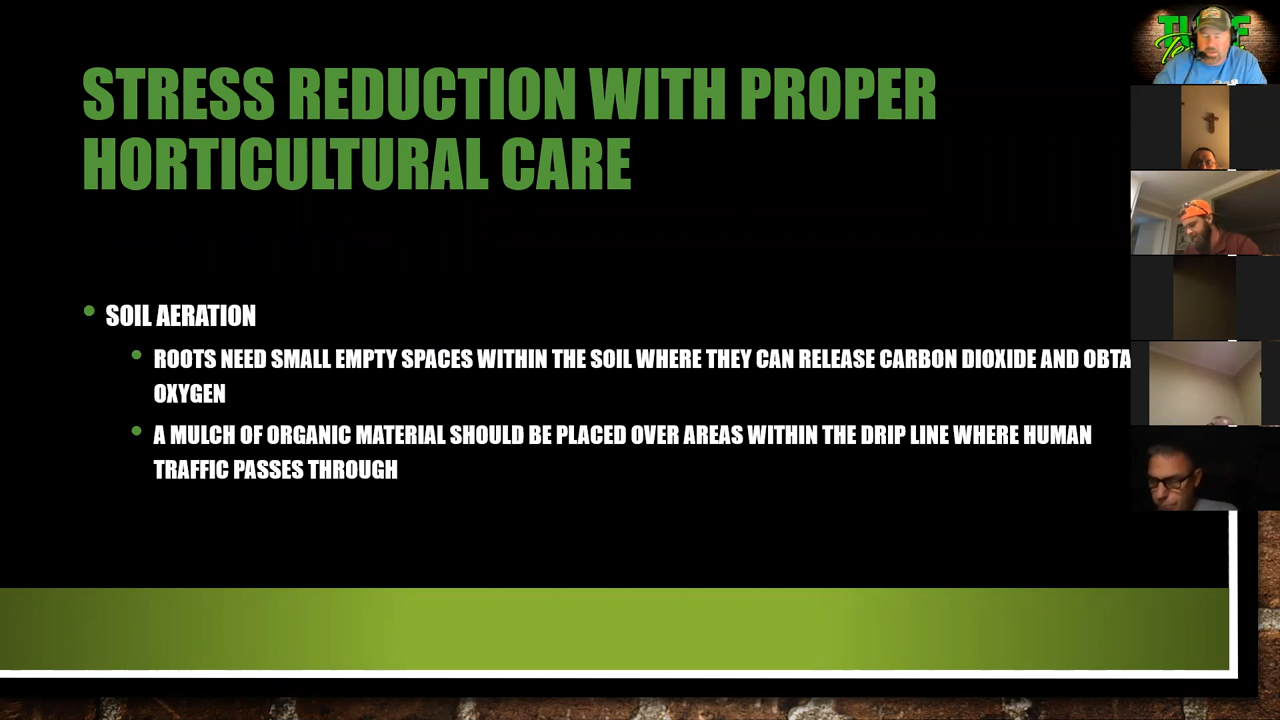 STRESS REDUCTION WITH PROPER
HORTICULTURAL CARE
SOIL AERATION
ROOTS NEED SMALL EMPTY SPACES WITHIN THE SOIL WHERE THEY CAN RELEASE CARBON DIOXIDE AND OBTA
OXYGEN
A MULCH OF ORGANIC MATERIAL SHOULD BE PLACED OVER AREAS WITHIN THE DRIP LINE WHERE HUMAN
TRAFFIC PASSES THROUGH